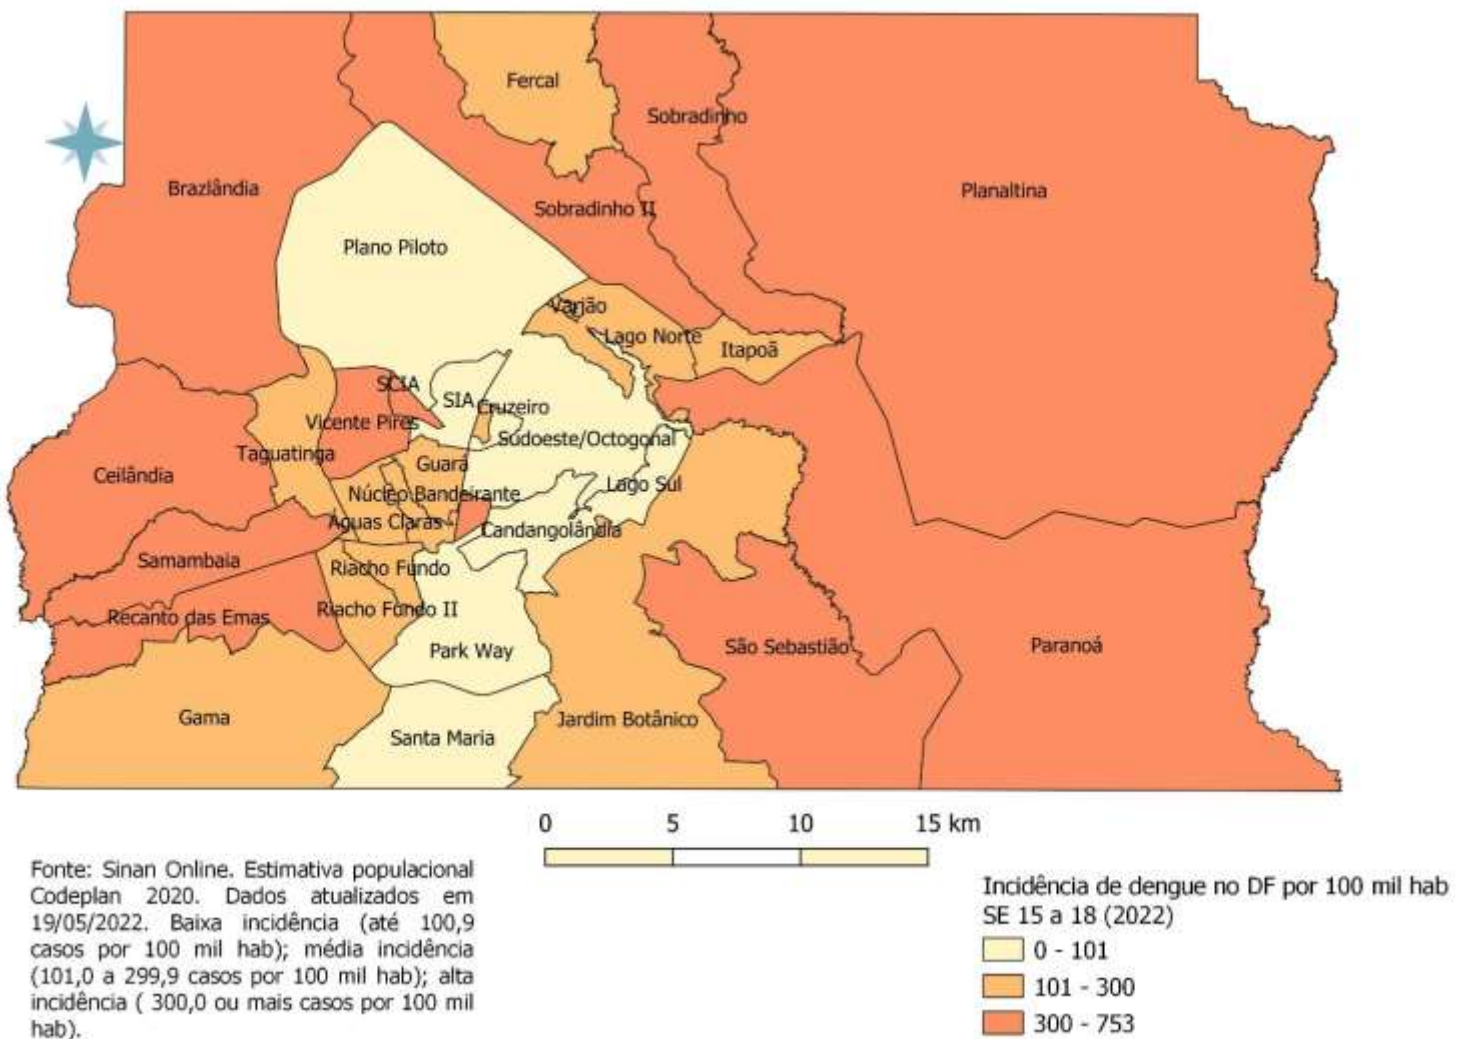 Fercal
Sobradinho
Brazlândia
Planaltina
Sobradinho II
Plano Piloto
Varjão
Lago Norte
Itapoã
SCIA
SIA
Cruzeiro
Vicente Pires
Sudoeste/Octogonal
Taguatinga
Guará
Ceilândia
Lago Sul
Núcleo Bandeirante
Águas Claras
Candangolândia
Samambaia
Riacho Fundo
Recanto das Emas
Riacho Fundo II
Park Way
São Sebastião
Paranoá
Gama
Jardim Botânico
Santa Maria
0 5 10 15 km
Fonte: Sinan Online. Estimativa populacional
Codeplan 2020. Dados atualizados em
19/05/2022. Baixa incidência (até 100,9
casos por 100 mil hab); média incidência
(101,0 a 299,9 casos por 100 mil hab); alta
incidência ( 300,0 ou mais casos por 100 mil
hab).
Incidência de dengue no DF por 100 mil hab
SE 15 a 18 (2022)
0 - 101
101 - 300
300 - 753